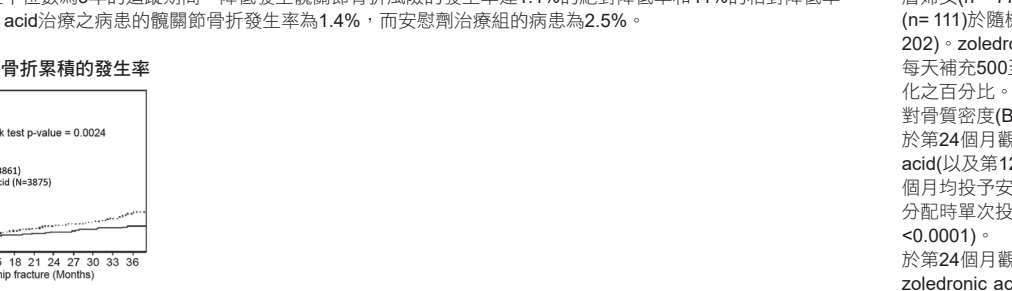 acid治療之病患的髖關節骨折發生率為1.4%，而安慰劑治療組的病患為2.5%。
骨折累積的發生率
k test p-value = 0.0024
3861)
cid (N=3875)
18 21 24 27 30 33 36
hip fracture (Months)
(n= 111)於隨機
202)。zoledro
每天補充500至
化之百分比。
對骨質密度(B
於第24個月觀
acid(以及第12
個月均投予安
分配時單次投
<0.0001)。
於第24個月觀
zoledronic ac